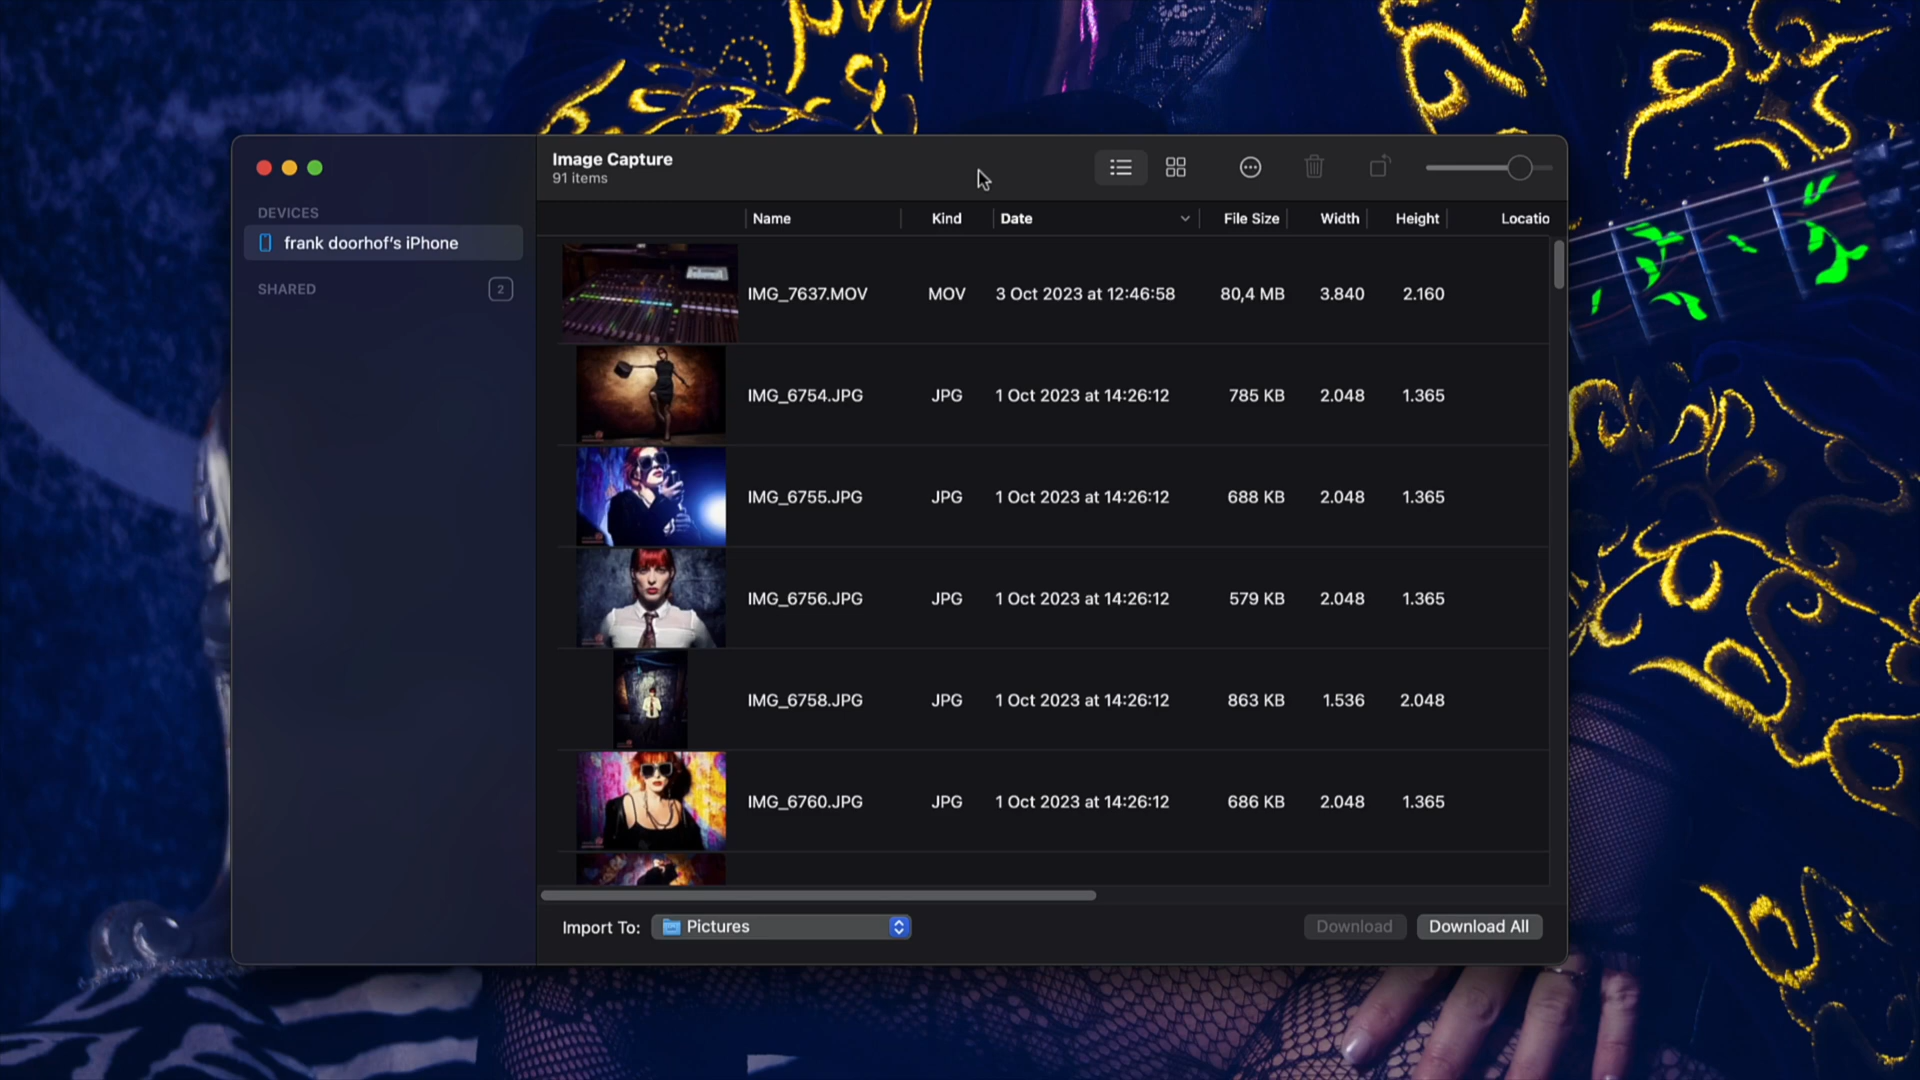 Image Capture
91 items
DEVICES
frank doorhof's iPhone
SHARED
2
Name Kind Date File Size Width Height Locatio
IMG_7637.MOV MOV 3 Oct 2023 at 12:46:58 80,4 MB 3.840 2.160
IMG_6754.JPG JPG 1 Oct 2023 at 14:26:12 785 KB 2.048 1.365
IMG_6755.JPG JPG 1 Oct 2023 at 14:26:12 688 KB 2.048 1.365
IMG_6756.JPG JPG 1 Oct 2023 at 14:26:12 579 KB 2.048 1.365
IMG_6758.JPG JPG 1 Oct 2023 at 14:26:12 863 KB 1.536 2.048
IMG_6760.JPG JPG 1 Oct 2023 at 14:26:12 686 KB 2.048 1.365
Import To: Pictures
Download
Download All